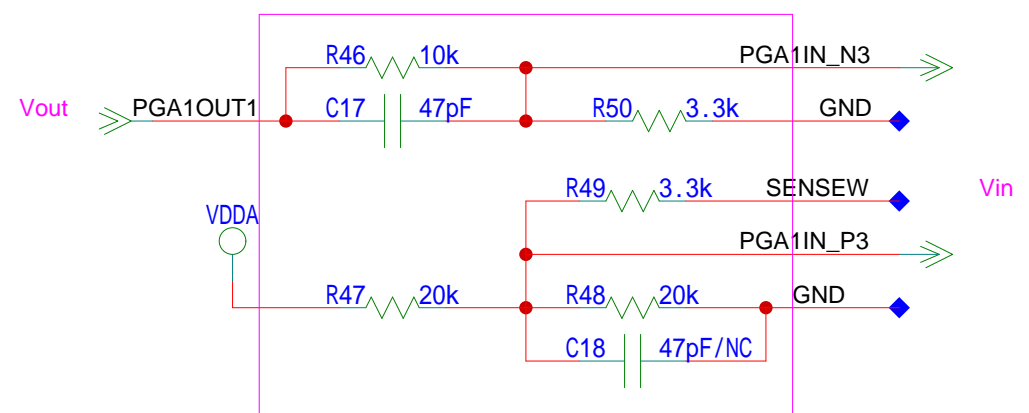 R46 10k PGA1IN_N3
Vout PGA1OUT1 C17 47pF R50 3.3k GND
R49 3.3k SENSEW Vin
VDDA
PGA1IN_P3
R47 20k R48 20k GND
C18 47pF/NC